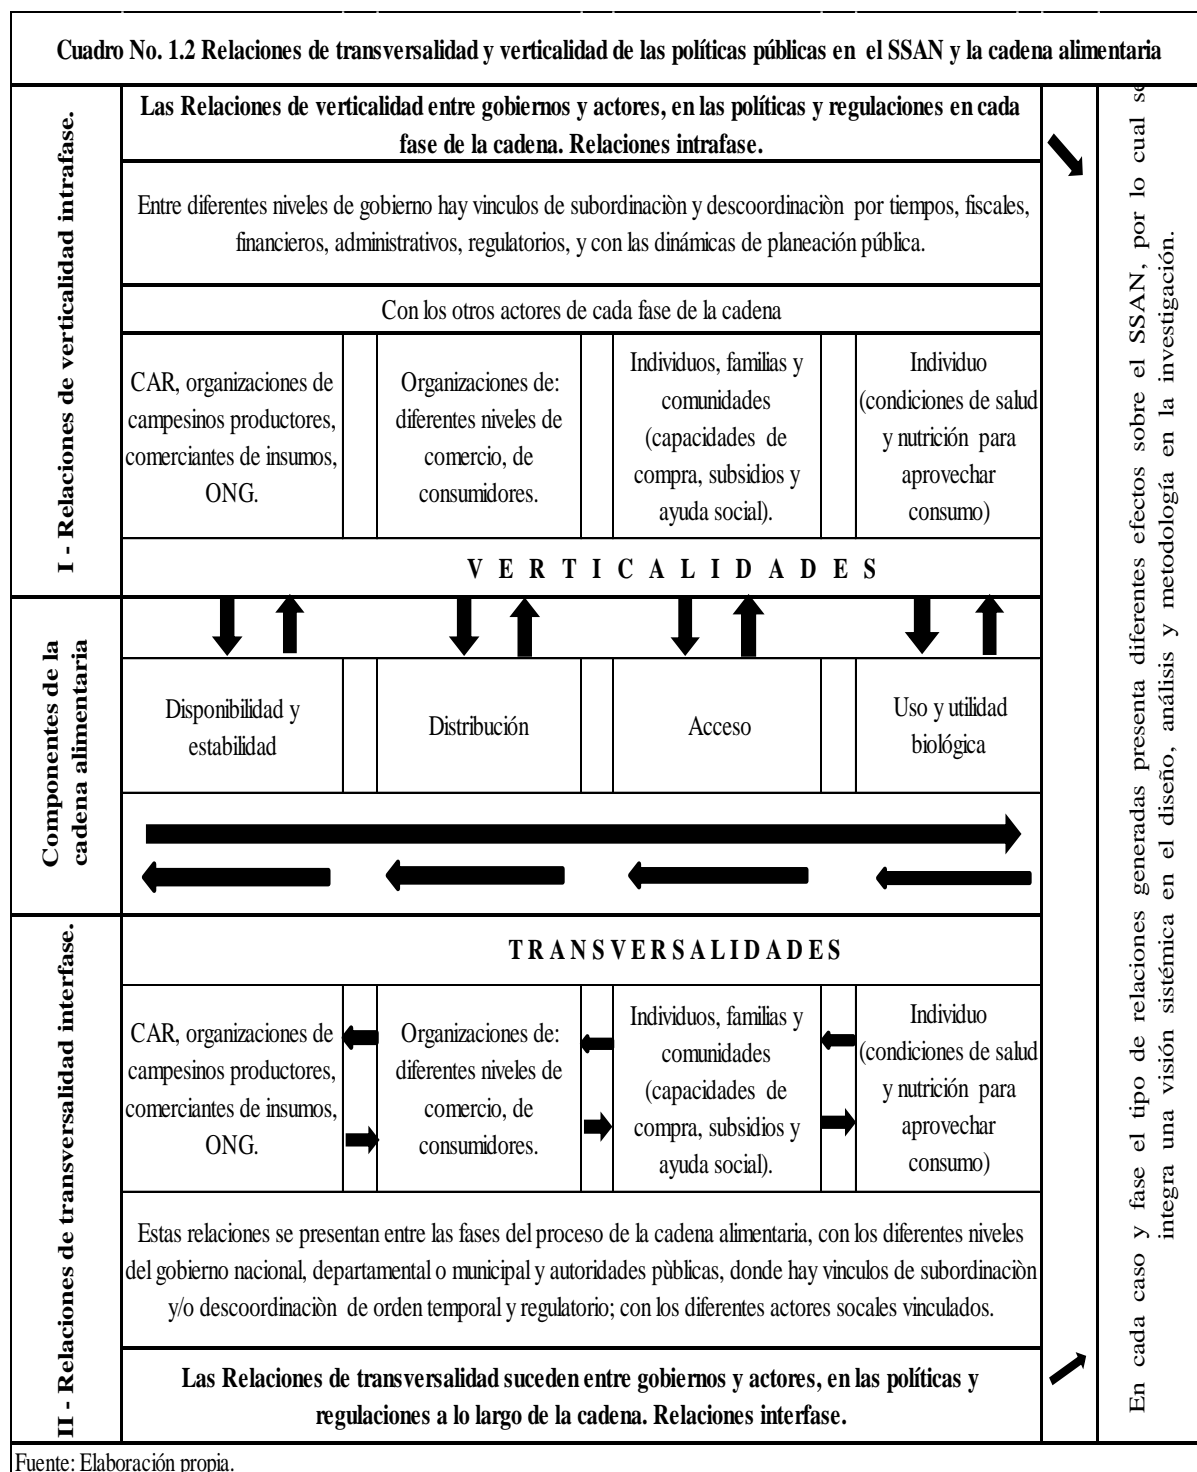 Cuadro No. 1.2 Relaciones de transversalidad y verticalidad de las políticas públicas en el SSAN y la cadena alimentaria
I - Relaciones de verticalidad intrafase.
Las Relaciones de verticalidad entre gobiernos y actores, en las políticas y regulaciones en cada
fase de la cadena. Relaciones intrafase.
Entre diferentes niveles de gobierno hay vinculos de subordinaciòn y descoordinaciòn por tiempos, fiscales,
financieros, administrativos, regulatorios, y con las dinámicas de planeación pública.
Con los otros actores de cada fase de la cadena
CAR, organizaciones de
campesinos productores,
comerciantes de insumos,
ONG.
Organizaciones de:
diferentes niveles de
comercio, de
consumidores.
Individuos, familias y
comunidades
(capacidades de
compra, subsidios y
ayuda social).
Individuo
(condiciones de salud
y nutrición para
aprovechar
consumo)
V E R T I C A L I D A D E S
Componentes de la
cadena alimentaria
Disponibilidad y
estabilidad
Distribución
Acceso
Uso y utilidad
biológica
II - Relaciones de transversalidad interfase.
T R A N S V E R S A L I D A D E S
CAR, organizaciones de
campesinos productores,
comerciantes de insumos,
ONG.
Organizaciones de:
diferentes niveles de
comercio, de
consumidores.
Individuos, familias y
comunidades
(capacidades de
compra, subsidios y
ayuda social).
Individuo
(condiciones de salud
y nutrición para
aprovechar
consumo)
Estas relaciones se presentan entre las fases del proceso de la cadena alimentaria, con los diferentes niveles
del gobierno nacional, departamental o municipal y autoridades pùblicas, donde hay vinculos de subordinaciòn
y/o descoordinaciòn de orden temporal y regulatorio; con los diferentes actores socales vinculados.
Las Relaciones de transversalidad suceden entre gobiernos y actores, en las políticas y
regulaciones a lo largo de la cadena. Relaciones interfase.
En cada caso y fase el tipo de relaciones generadas presenta diferentes efectos sobre el SSAN, por lo cual se
integra una visión sistémica en el diseño, análisis y metodología en la investigación.
Fuente: Elaboración propia.